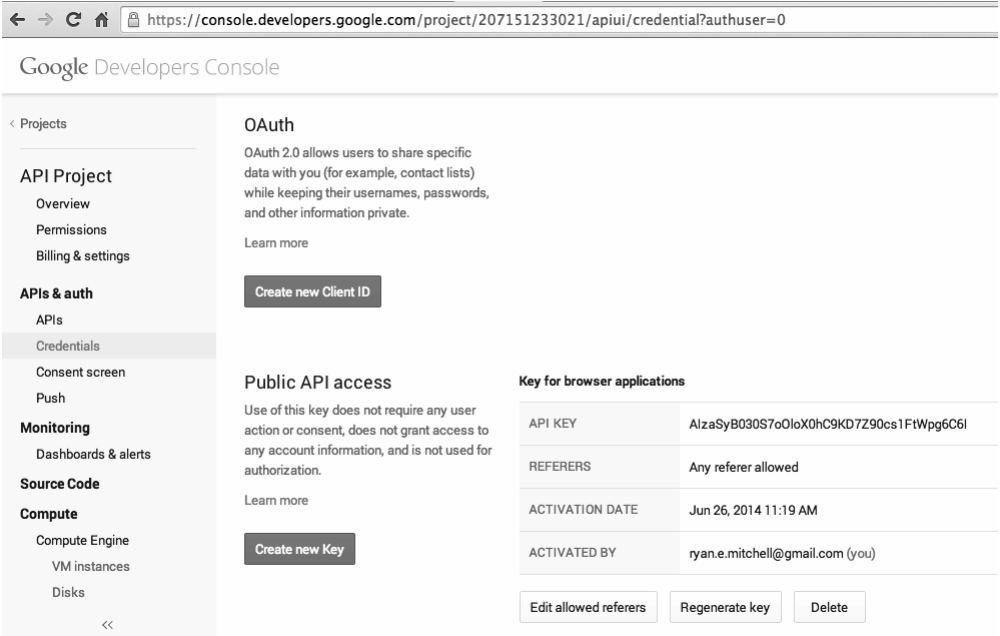 https://console.developers.google.com/project/207151233021/apiui/credential?authuser=0
Google Developers Console
< Projects
API Project
Overview
Permissions
Billing & settings
APIs & auth
APIs
Credentials
Consent screen
Push
Monitoring
Dashboards & alerts
Source Code
Compute
Compute Engine
VM instances
Disks
<<
OAuth
OAuth 2.0 allows users to share specific
data with you (for example, contact lists)
while keeping their usernames, passwords,
and other information private.
Learn more
Create new Client ID
Public API access
Use of this key does not require any user
action or consent, does not grant access to
any account information, and is not used for
authorization.
Learn more
Create new Key
Key for browser applications
API KEY AIzaSyB030S7oOloX0hC9KD7Z90cs1FtWpg6C6I
REFERERS Any referer allowed
ACTIVATION DATE Jun 26, 2014 11:19 AM
ACTIVATED BY ryan.e.mitchell@gmail.com (you)
Edit allowed referers Regenerate key Delete